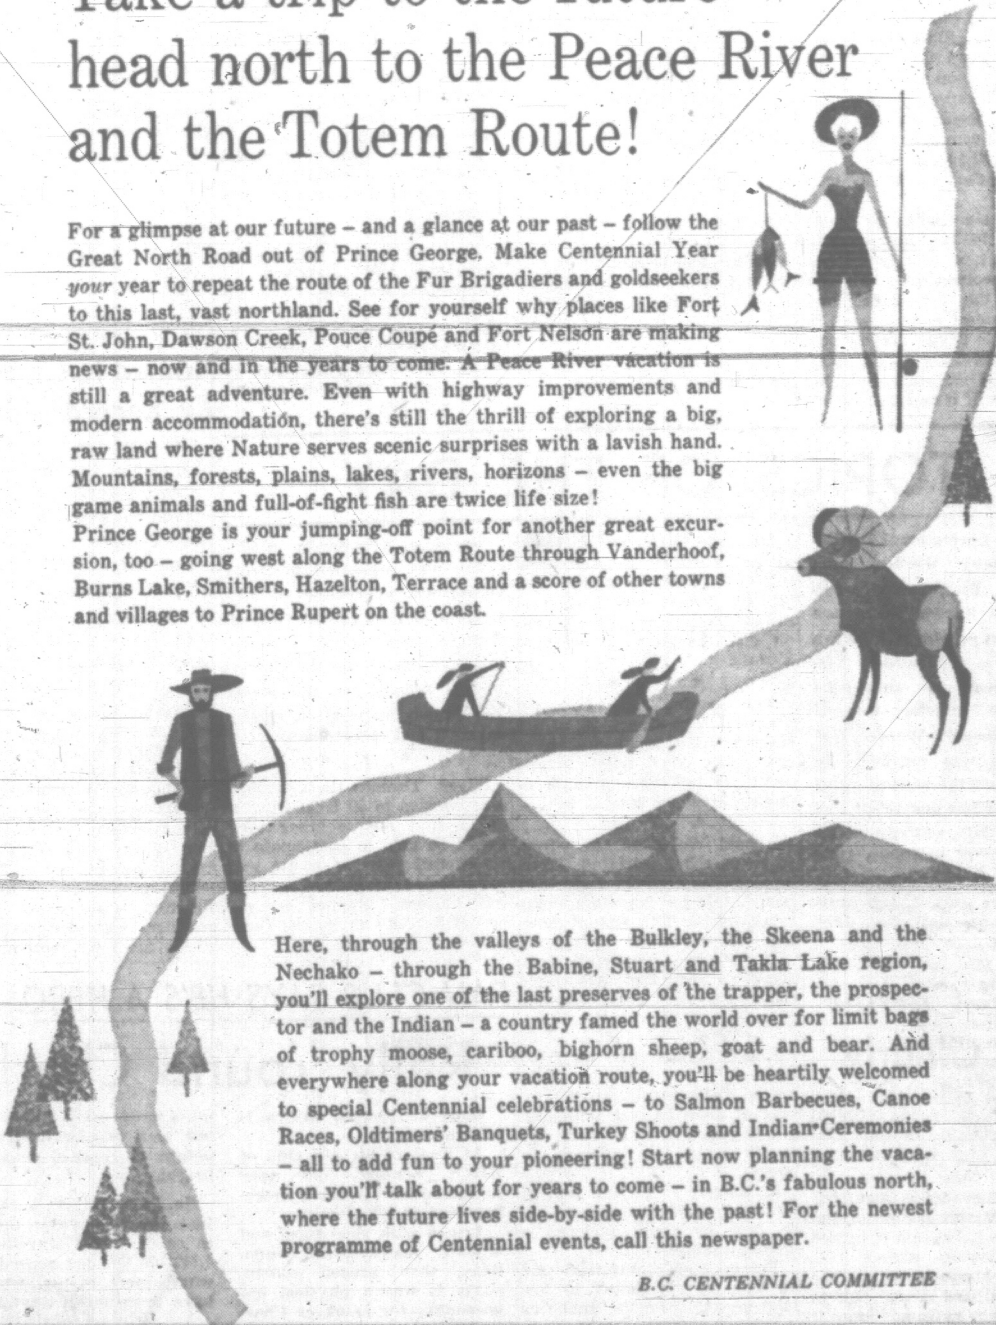 Take a trip to the future
head north to the Peace River
and the Totem Route!
For a glimpse at our future – and a glance at our past – follow the
Great North Road out of Prince George. Make Centennial Year
your year to repeat the route of the Fur Brigadiers and goldseekers
to this last, vast northland. See for yourself why places like Fort
St. John, Dawson Creek, Pouce Coupé and Fort Nelson are making
news – now and in the years to come. A Peace River vacation is
still a great adventure. Even with highway improvements and
modern accommodation, there's still the thrill of exploring a big,
raw land where Nature serves scenic surprises with a lavish hand.
Mountains, forests, plains, lakes, rivers, horizons – even the big
game animals and full-of-fight fish are twice life size!
Prince George is your jumping-off point for another great excur-
sion, too – going west along the Totem Route through Vanderhoof,
Burns Lake, Smithers, Hazelton, Terrace and a score of other towns
and villages to Prince Rupert on the coast.
Here, through the valleys of the Bulkley, the Skeena and the
Nechako – through the Babine, Stuart and Takla Lake region,
you'll explore one of the last preserves of the trapper, the prospec-
tor and the Indian – a country famed the world over for limit bags
of trophy moose, cariboo, bighorn sheep, goat and bear. And
everywhere along your vacation route, you'll be heartily welcomed
to special Centennial celebrations – to Salmon Barbecues, Canoe
Races, Oldtimers' Banquets, Turkey Shoots and Indian Ceremonies
– all to add fun to your pioneering! Start now planning the vaca-
tion you'll talk about for years to come – in B.C.'s fabulous north,
where the future lives side-by-side with the past! For the newest
programme of Centennial events, call this newspaper.
B.C. CENTENNIAL COMMITTEE